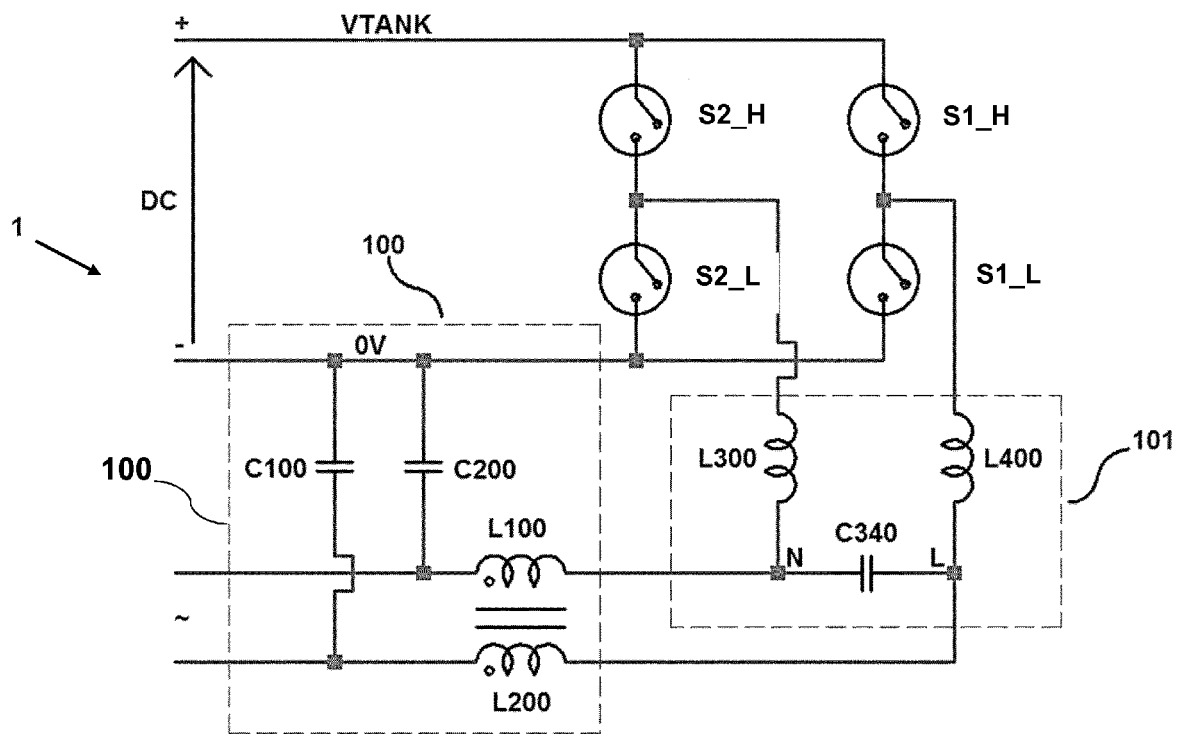 +
VTANK
S2_H
S1_H
DC
1
100
S2_L
S1_L
-
0V
101
100
C100
C200
L300
L400
L100
C340
N
L
~
L200